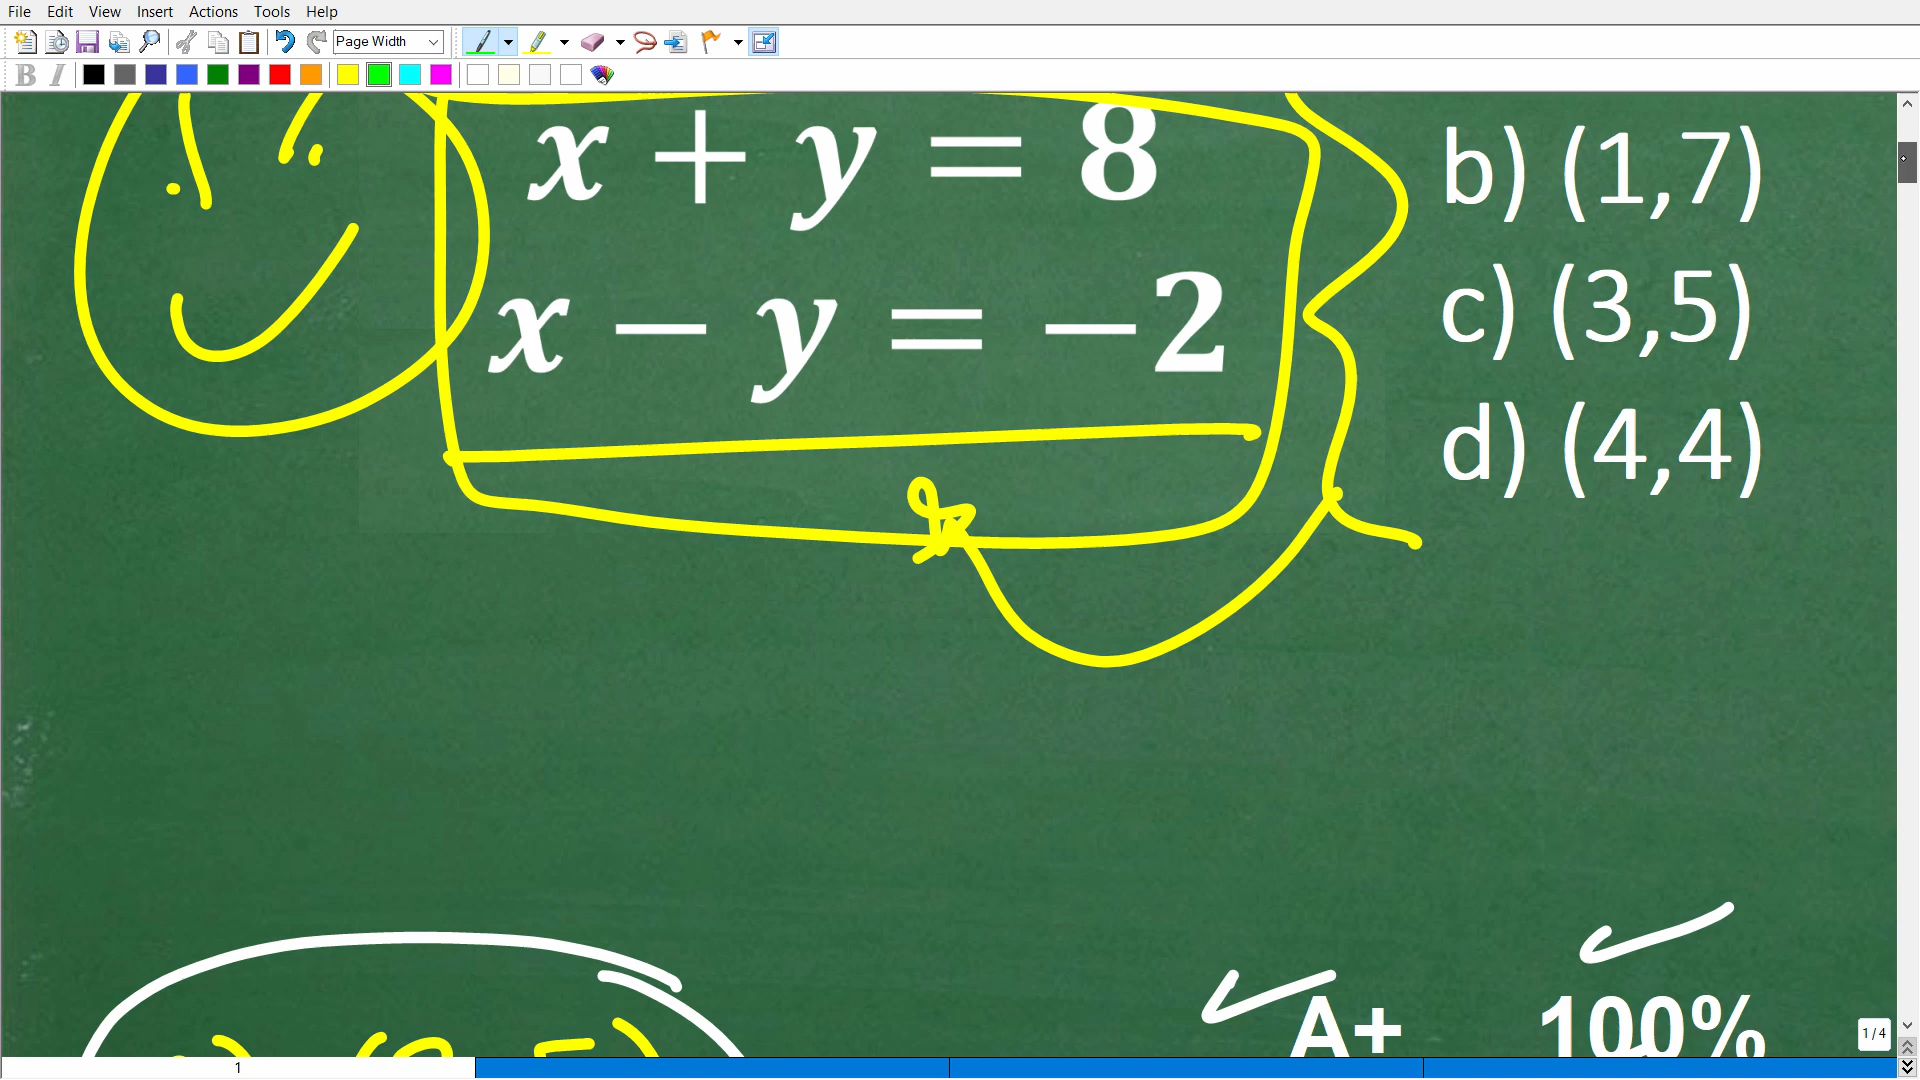 File Edit View Insert Actions Tools Help
Page Width
B I
x + y = 8
x − y = −2
b) (1,7)
c) (3,5)
d) (4,4)
A+ 100%
1 / 4
1